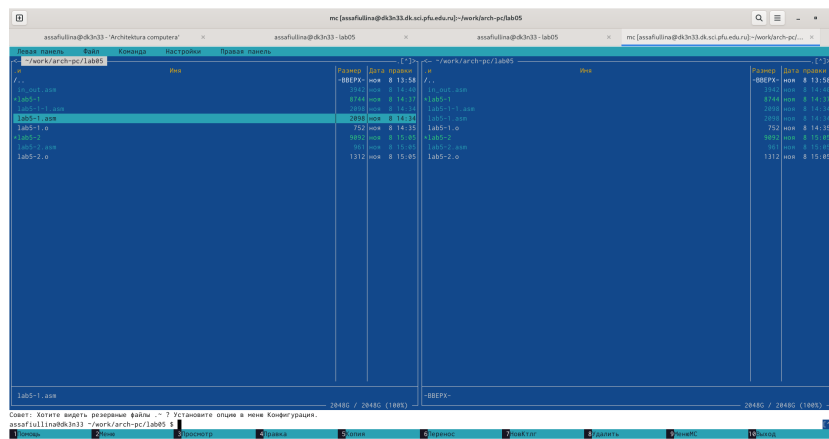 mc [assafiullina@dk3n33.dk.sci.pfu.edu.ru]:~/work/arch-pc/lab05
assafiullina@dk3n33 – 'Architektura computera' ×
assafiullina@dk3n33 – lab05 ×
assafiullina@dk3n33 – lab05 ×
mc [assafiullina@dk3n33.dk.sci.pfu.edu.ru]:~/work/arch-pc/... ×
Левая панель Файл Команда Настройки Правая панель
<– ~/work/arch-pc/lab05 .[^]> <– ~/work/arch-pc/lab05 .[^]>
.и Имя Размер Дата правки .и Имя Размер Дата правки
/.. -ВВЕРХ- ноя 8 13:58 /.. -ВВЕРХ- ноя 8 13:58
in_out.asm 3942 ноя 8 14:40 in_out.asm 3942 ноя 8 14:40
*lab5-1 8744 ноя 8 14:37 *lab5-1 8744 ноя 8 14:37
lab5-1-1.asm 2098 ноя 8 14:34 lab5-1-1.asm 2098 ноя 8 14:34
lab5-1.asm 2098 ноя 8 14:34 lab5-1.asm 2098 ноя 8 14:34
lab5-1.o 752 ноя 8 14:35 lab5-1.o 752 ноя 8 14:35
*lab5-2 9092 ноя 8 15:05 *lab5-2 9092 ноя 8 15:05
lab5-2.asm 961 ноя 8 15:05 lab5-2.asm 961 ноя 8 15:05
lab5-2.o 1312 ноя 8 15:05 lab5-2.o 1312 ноя 8 15:05
lab5-1.asm -ВВЕРХ-
2048G / 2048G (100%) 2048G / 2048G (100%)
Совет: Хотите видеть резервные файлы .~ ? Установите опцию в меню Конфигурация.
assafiullina@dk3n33 ~/work/arch-pc/lab05 $
1Помощь 2Меню 3Просмотр 4Правка 5Копия 6Перенос 7НовКтлг 8Удалить 9МенюMC 10Выход